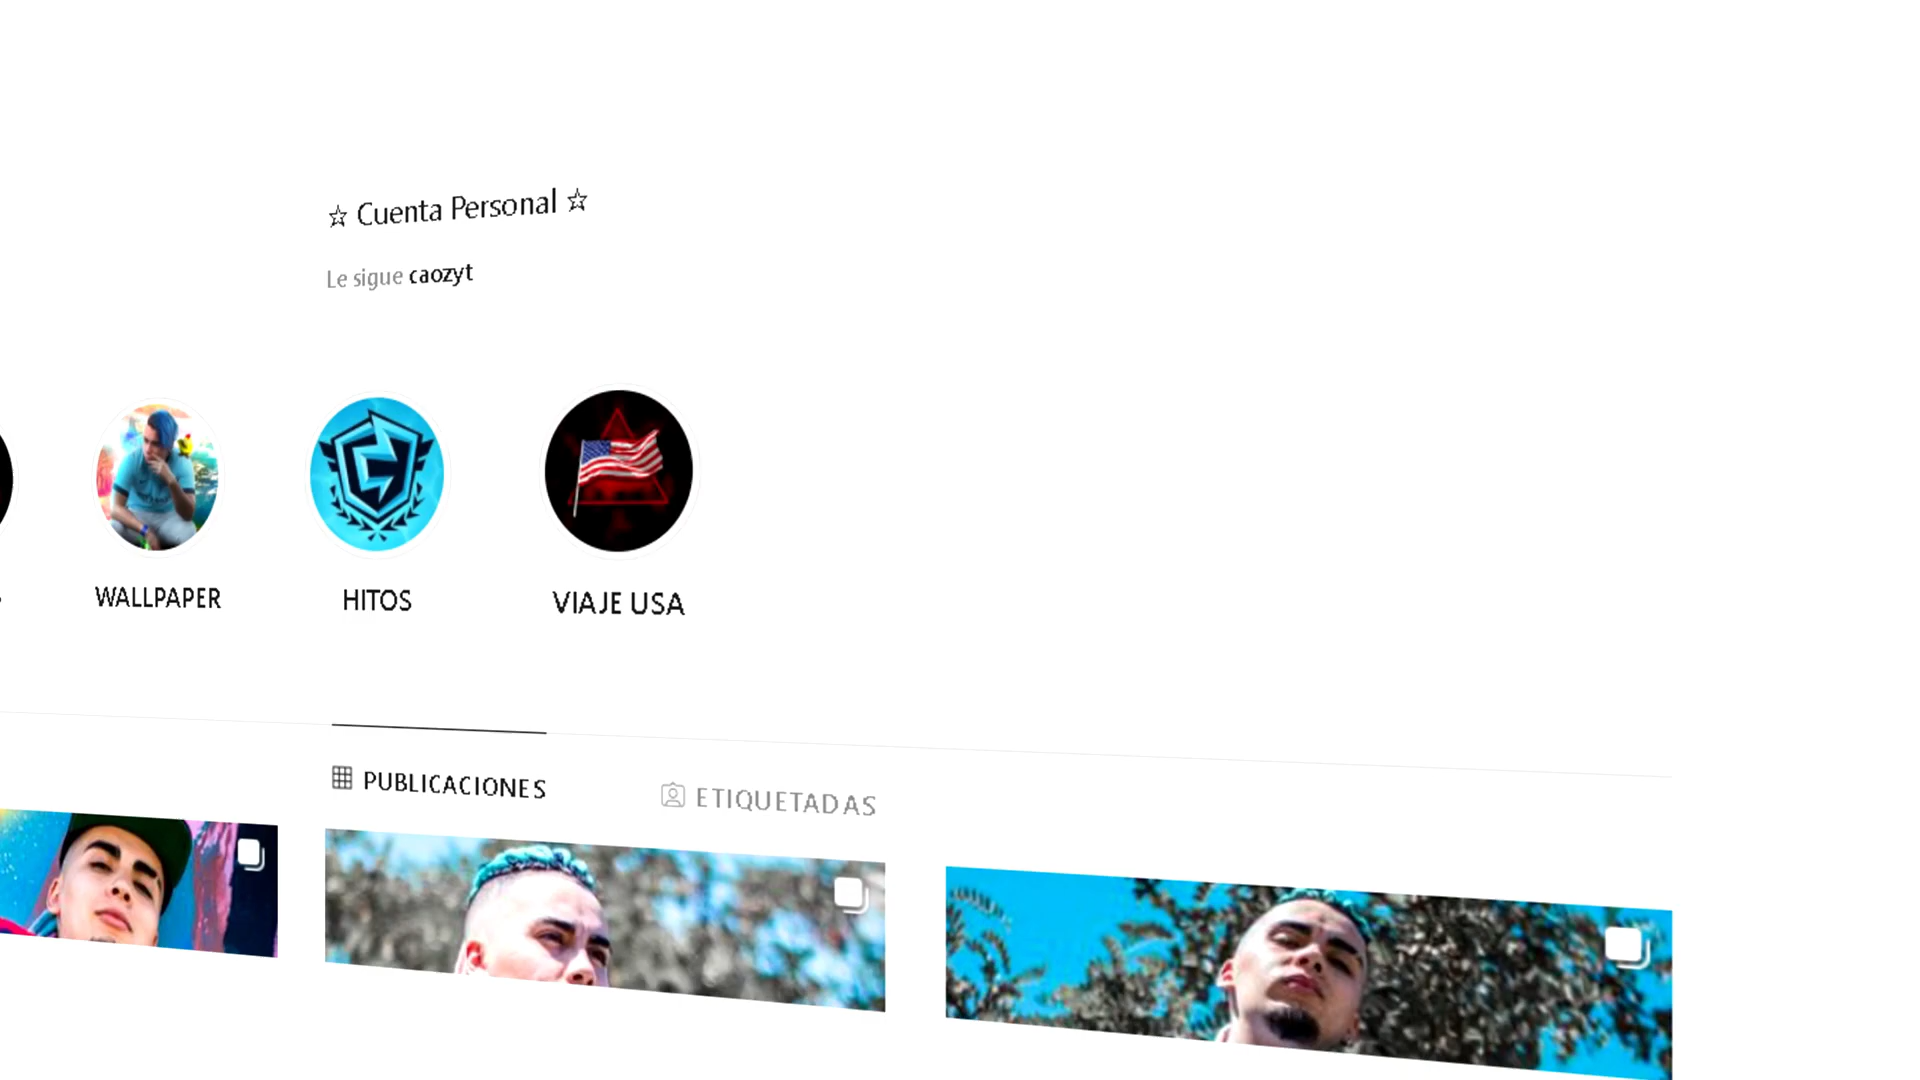 ☆ Cuenta Personal ☆
Le sigue caozyt
WALLPAPER
HITOS
VIAJE USA
PUBLICACIONES
ETIQUETADAS